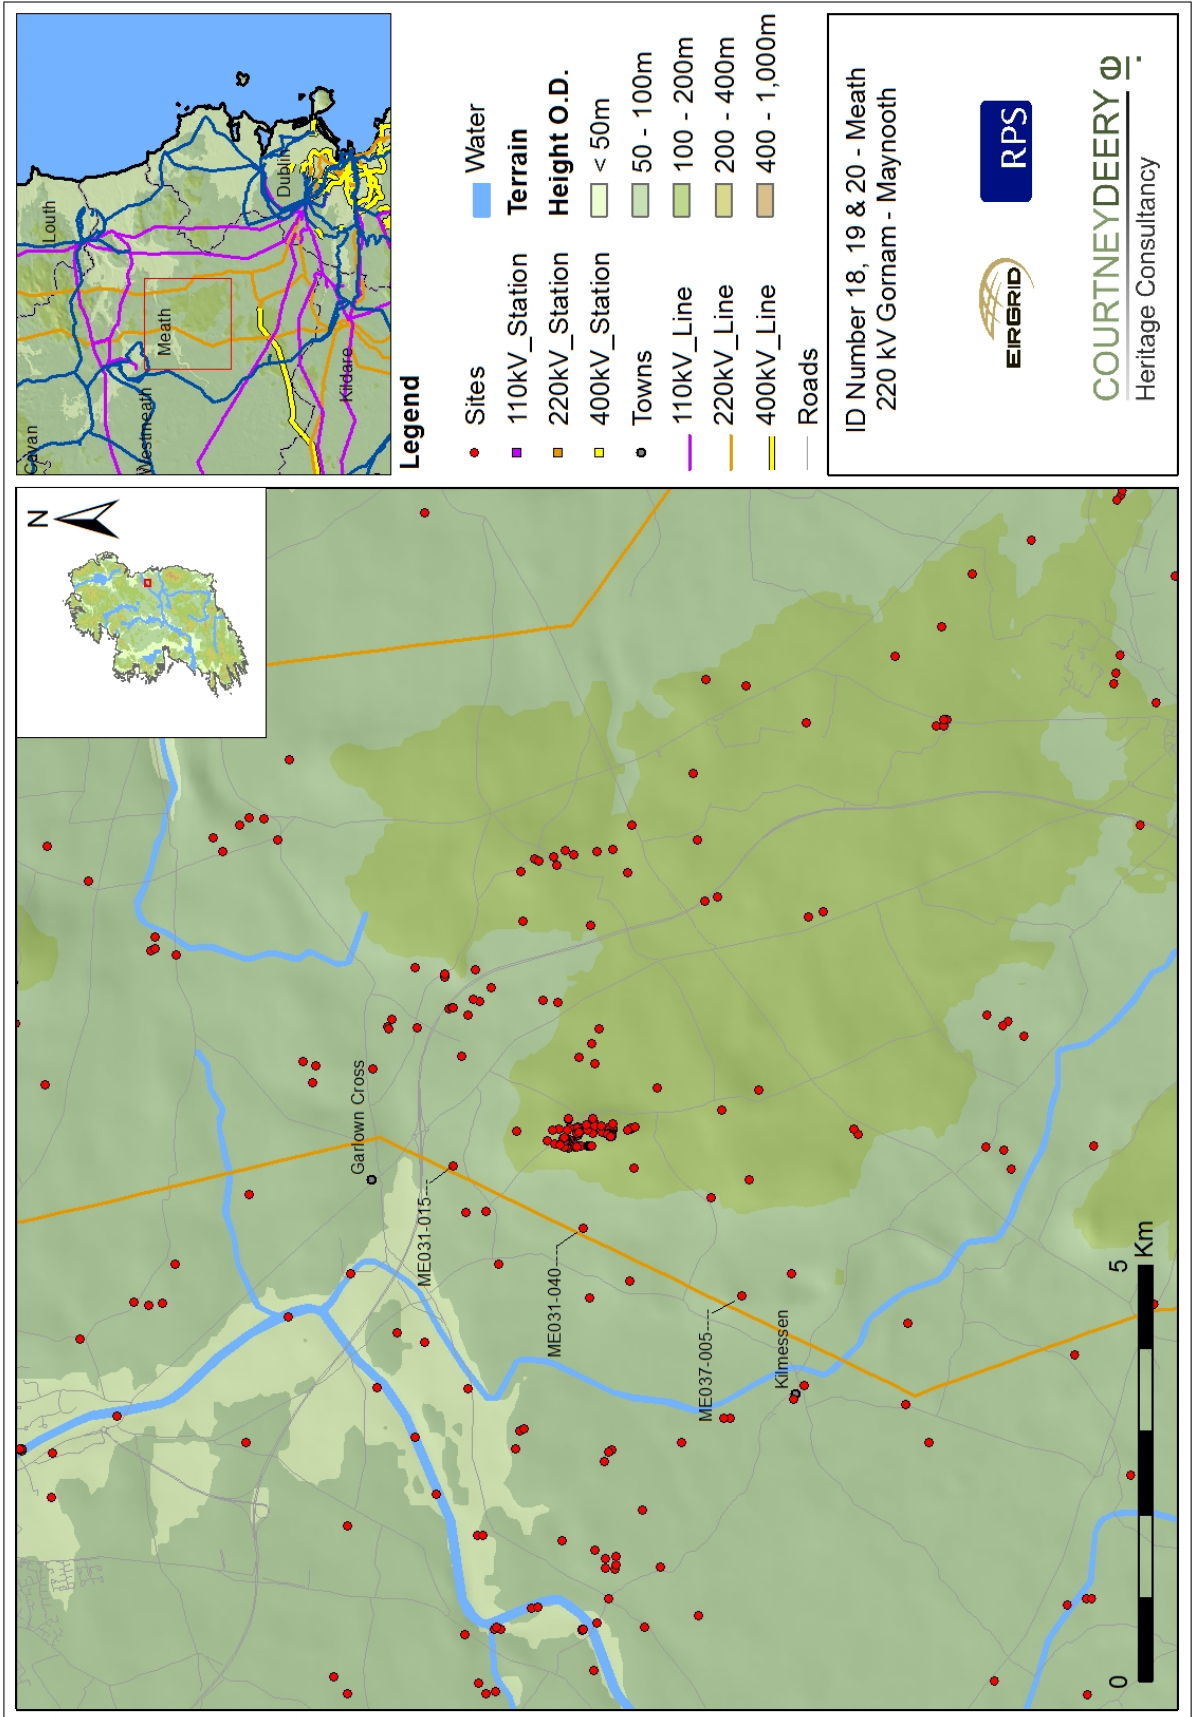 N
Garlown Cross
ME031-015
ME031-040
ME037-005
Kilmessen
0
5
Km
Cavan
Louth
Westmeath
Meath
Dublin
Kildare
Legend
Sites
110kV_Station
220kV_Station
400kV_Station
Towns
110kV_Line
220kV_Line
400kV_Line
Roads
Water
Terrain
Height O.D.
< 50m
50 - 100m
100 - 200m
200 - 400m
400 - 1,000m
ID Number 18, 19 & 20 - Meath
220 kV Gornam - Maynooth
EIRGRID
RPS
COURTNEYDEERY
Heritage Consultancy